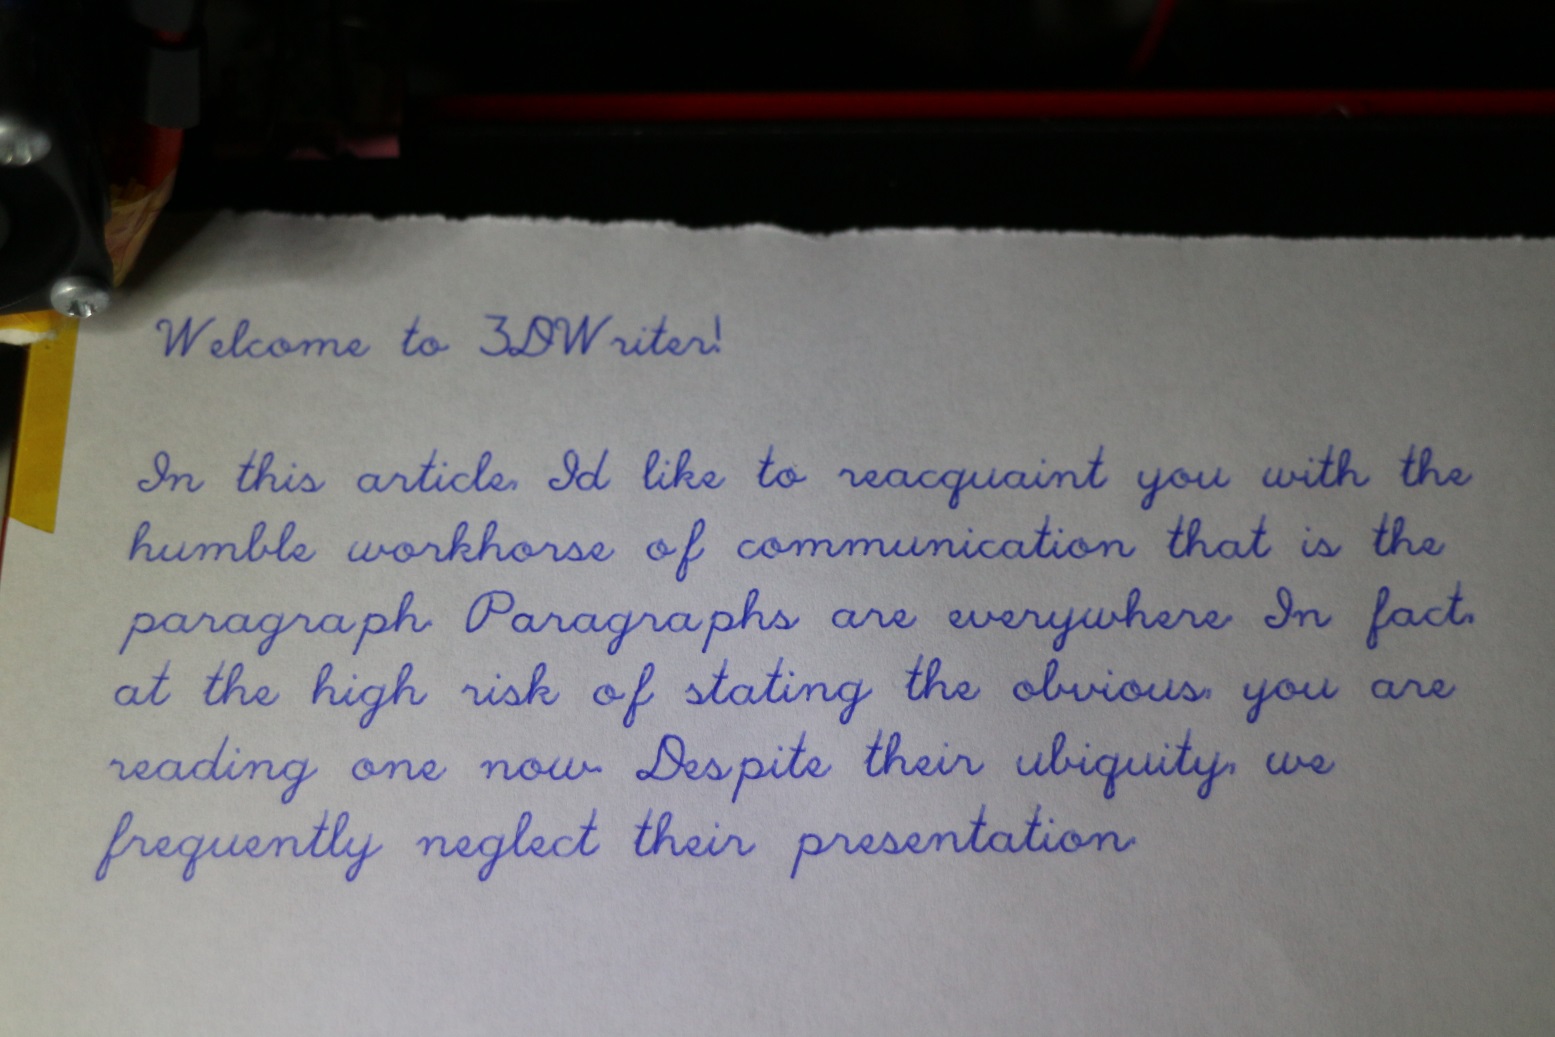 Welcome to 3DWriter!
In this article, Id like to reacquaint you with the
humble workhorse of communication that is the
paragraph. Paragraphs are everywhere. In fact,
at the high risk of stating the obvious, you are
reading one now. Despite their ubiquity, we
frequently neglect their presentation.